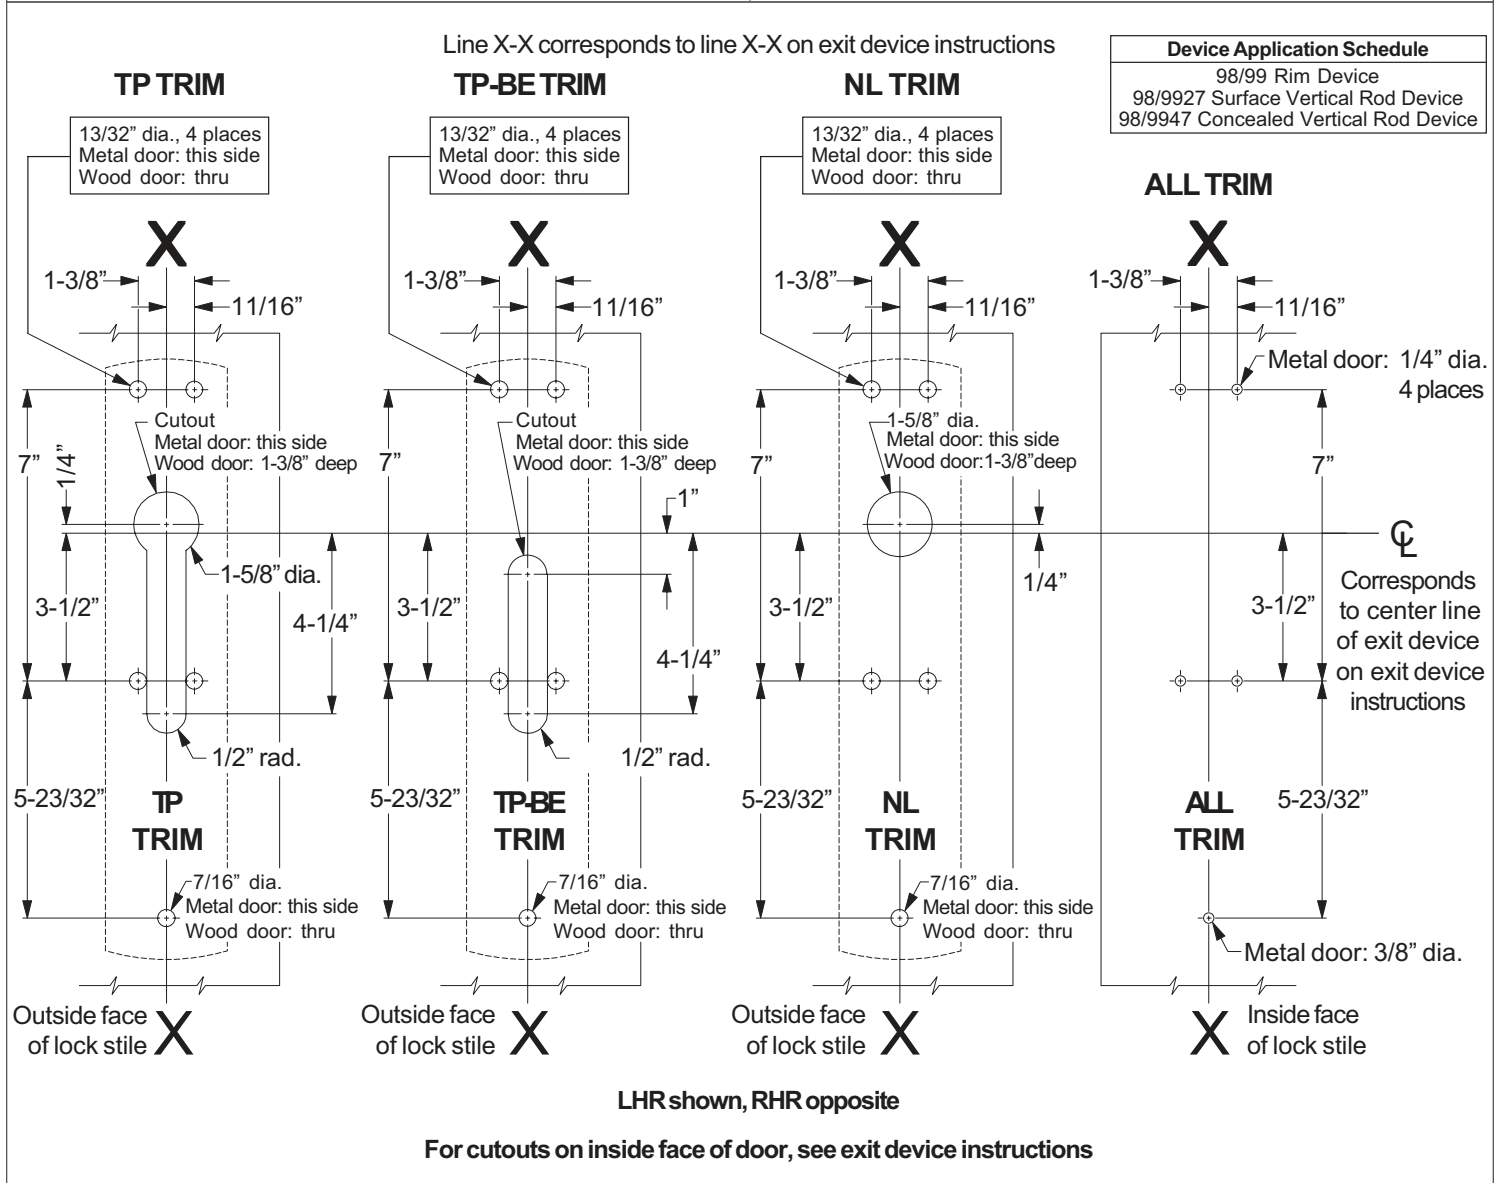 Line X-X corresponds to line X-X on exit device instructions
Device Application Schedule
98/99 Rim Device
98/9927 Surface Vertical Rod Device
98/9947 Concealed Vertical Rod Device
TP TRIM
13/32” dia., 4 places
Metal door: this side
Wood door: thru
X
1-3/8”
11/16”
Cutout
Metal door: this side
Wood door: 1-3/8” deep
7”
1/4”
1-5/8” dia.
3-1/2”
4-1/4”
1/2” rad.
5-23/32”
TP
TRIM
7/16” dia.
Metal door: this side
Wood door: thru
Outside face
of lock stile
X
TP-BE TRIM
13/32” dia., 4 places
Metal door: this side
Wood door: thru
X
1-3/8”
11/16”
Cutout
Metal door: this side
Wood door: 1-3/8” deep
7”
1”
3-1/2”
4-1/4”
1/2” rad.
5-23/32”
TP-BE
TRIM
7/16” dia.
Metal door: this side
Wood door: thru
Outside face
of lock stile
X
NL TRIM
13/32” dia., 4 places
Metal door: this side
Wood door: thru
X
1-3/8”
11/16”
1-5/8” dia.
Metal door: this side
Wood door:1-3/8”deep
7”
1/4”
3-1/2”
5-23/32”
NL
TRIM
7/16” dia.
Metal door: this side
Wood door: thru
Outside face
of lock stile
X
ALL TRIM
X
1-3/8”
11/16”
Metal door: 1/4” dia.
4 places
7”
CL
Corresponds
to center line
of exit device
on exit device
instructions
3-1/2”
5-23/32”
ALL
TRIM
Metal door: 3/8” dia.
X
Inside face
of lock stile
LHR shown, RHR opposite
For cutouts on inside face of door, see exit device instructions